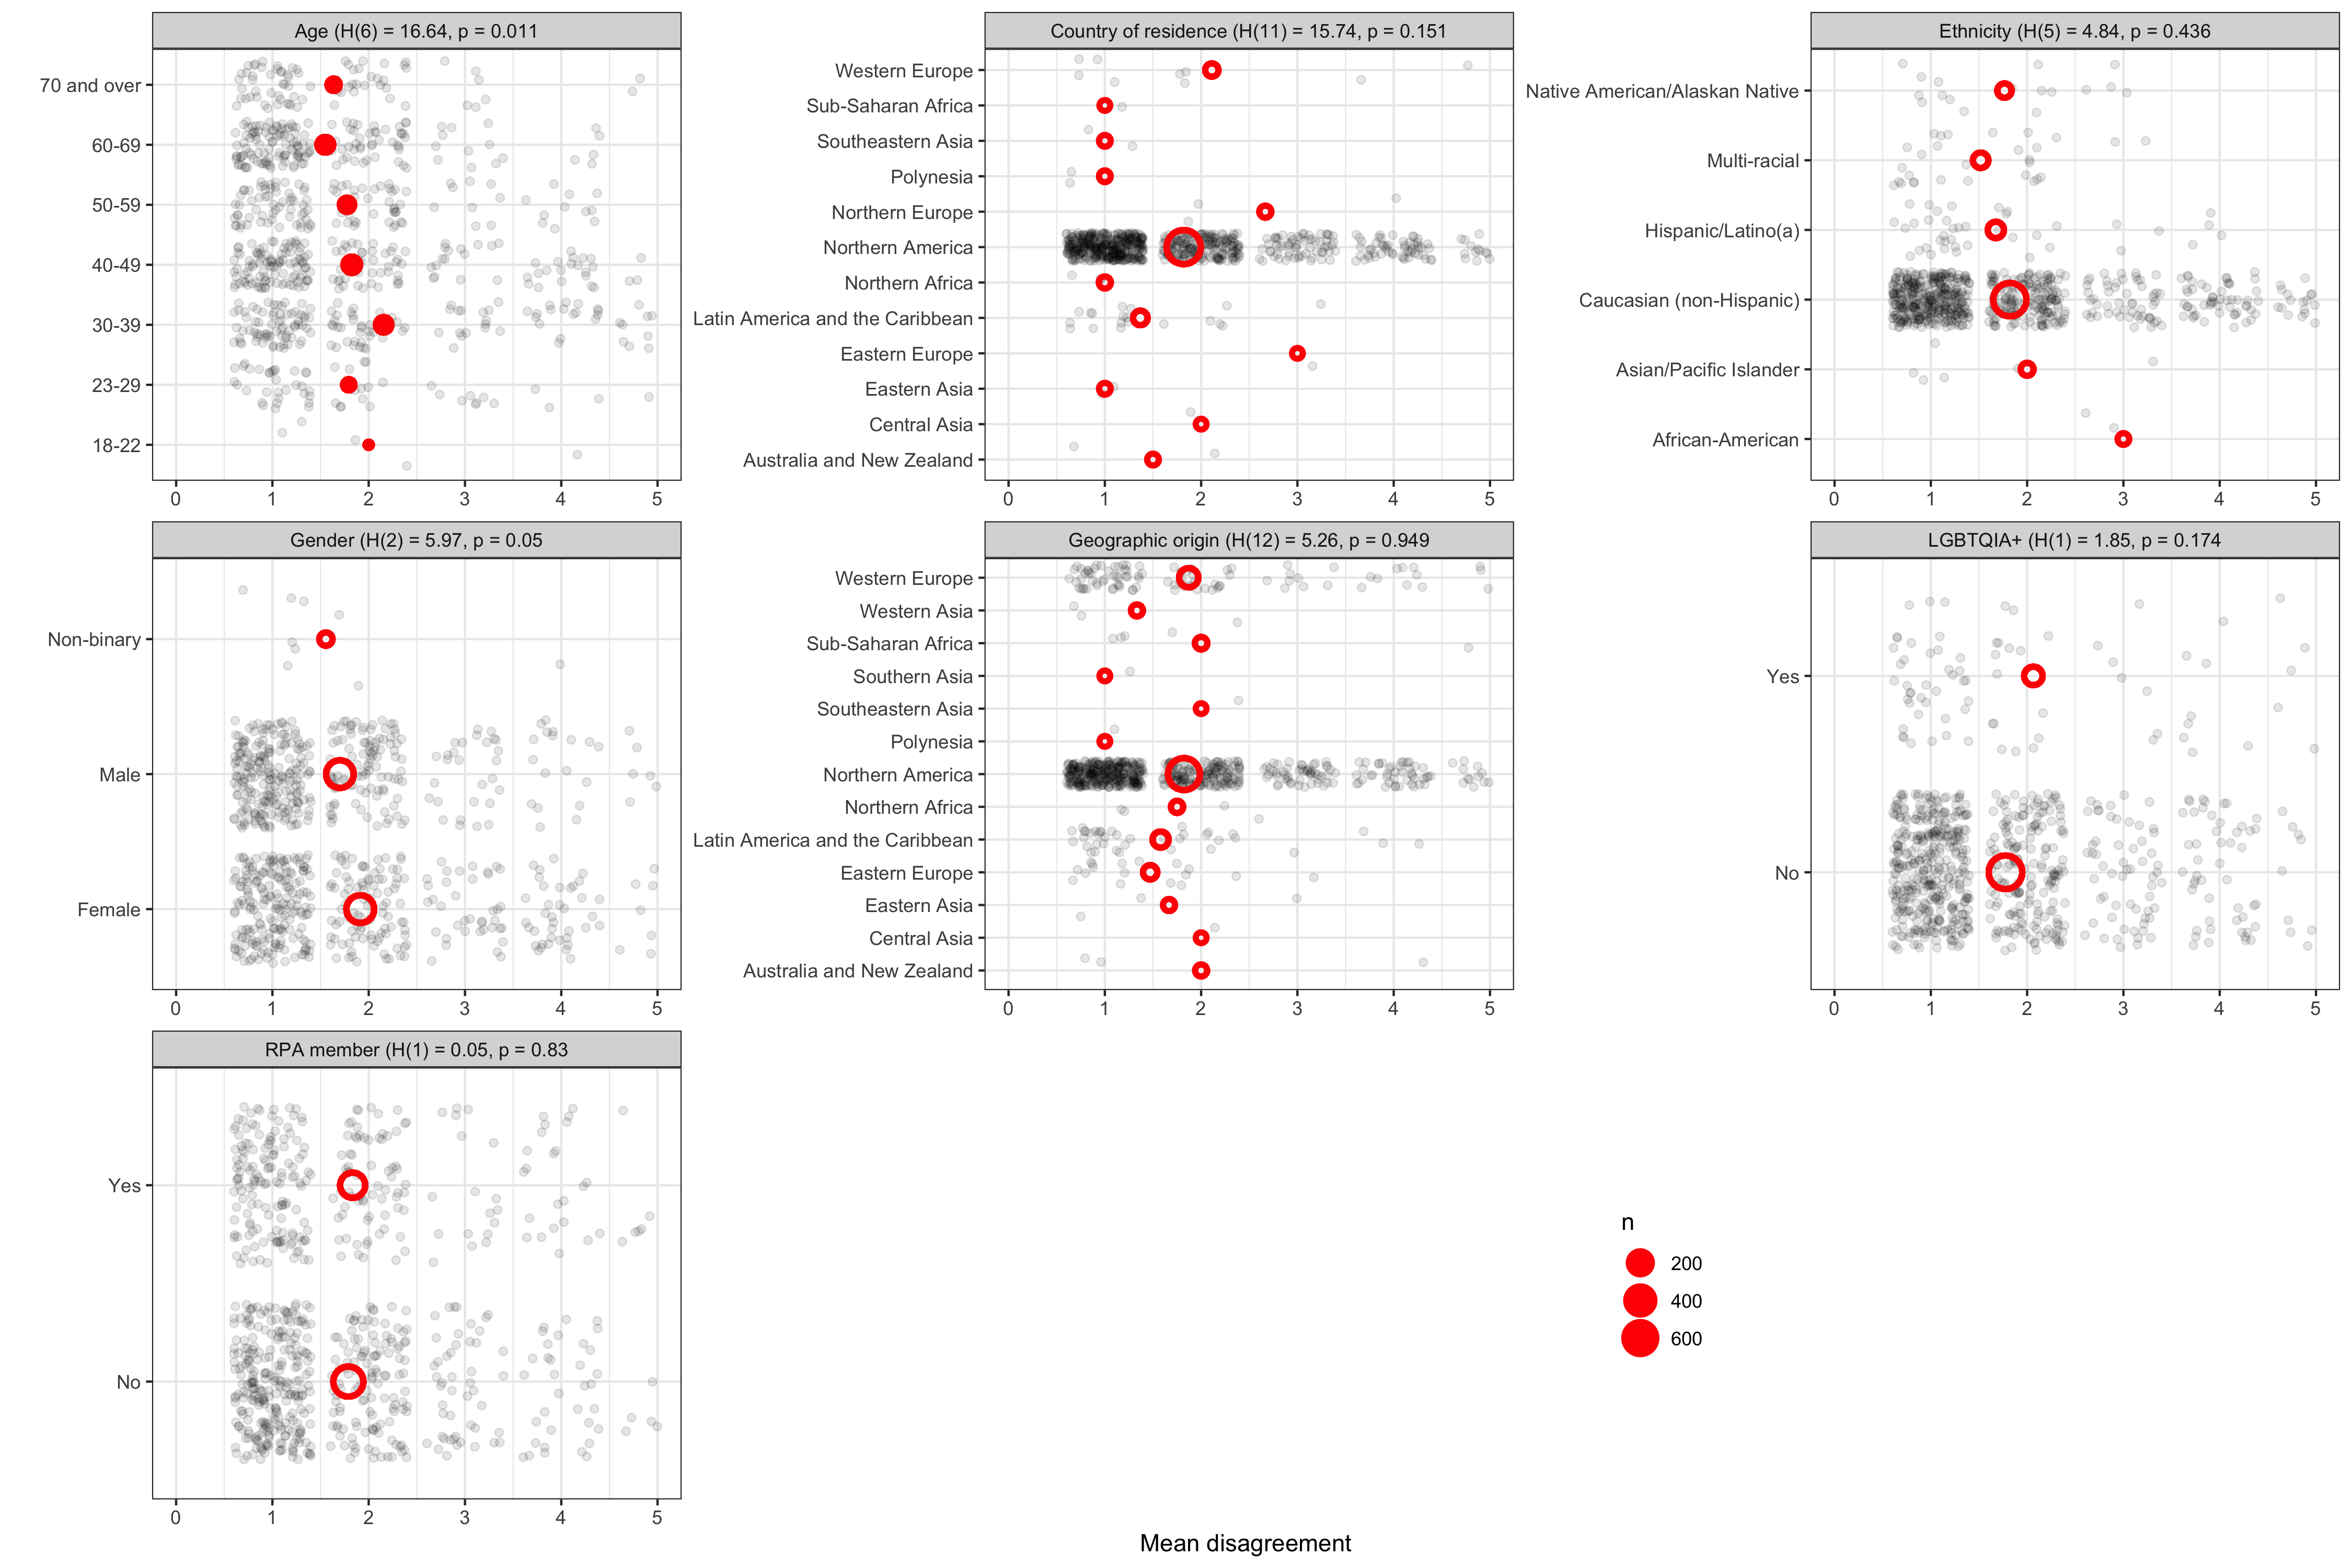 Age (H(6) = 16.64, p = 0.011
70 and over
60-69
50-59
40-49
30-39
23-29
18-22
0 1 2 3 4 5
Country of residence (H(11) = 15.74, p = 0.151
Western Europe
Sub-Saharan Africa
Southeastern Asia
Polynesia
Northern Europe
Northern America
Northern Africa
Latin America and the Caribbean
Eastern Europe
Eastern Asia
Central Asia
Australia and New Zealand
0 1 2 3 4 5
Ethnicity (H(5) = 4.84, p = 0.436
Native American/Alaskan Native
Multi-racial
Hispanic/Latino(a)
Caucasian (non-Hispanic)
Asian/Pacific Islander
African-American
0 1 2 3 4 5
Gender (H(2) = 5.97, p = 0.05
Non-binary
Male
Female
0 1 2 3 4 5
Geographic origin (H(12) = 5.26, p = 0.949
Western Europe
Western Asia
Sub-Saharan Africa
Southern Asia
Southeastern Asia
Polynesia
Northern America
Northern Africa
Latin America and the Caribbean
Eastern Europe
Eastern Asia
Central Asia
Australia and New Zealand
0 1 2 3 4 5
LGBTQIA+ (H(1) = 1.85, p = 0.174
Yes
No
0 1 2 3 4 5
RPA member (H(1) = 0.05, p = 0.83
Yes
No
0 1 2 3 4 5
n
200
400
600
Mean disagreement